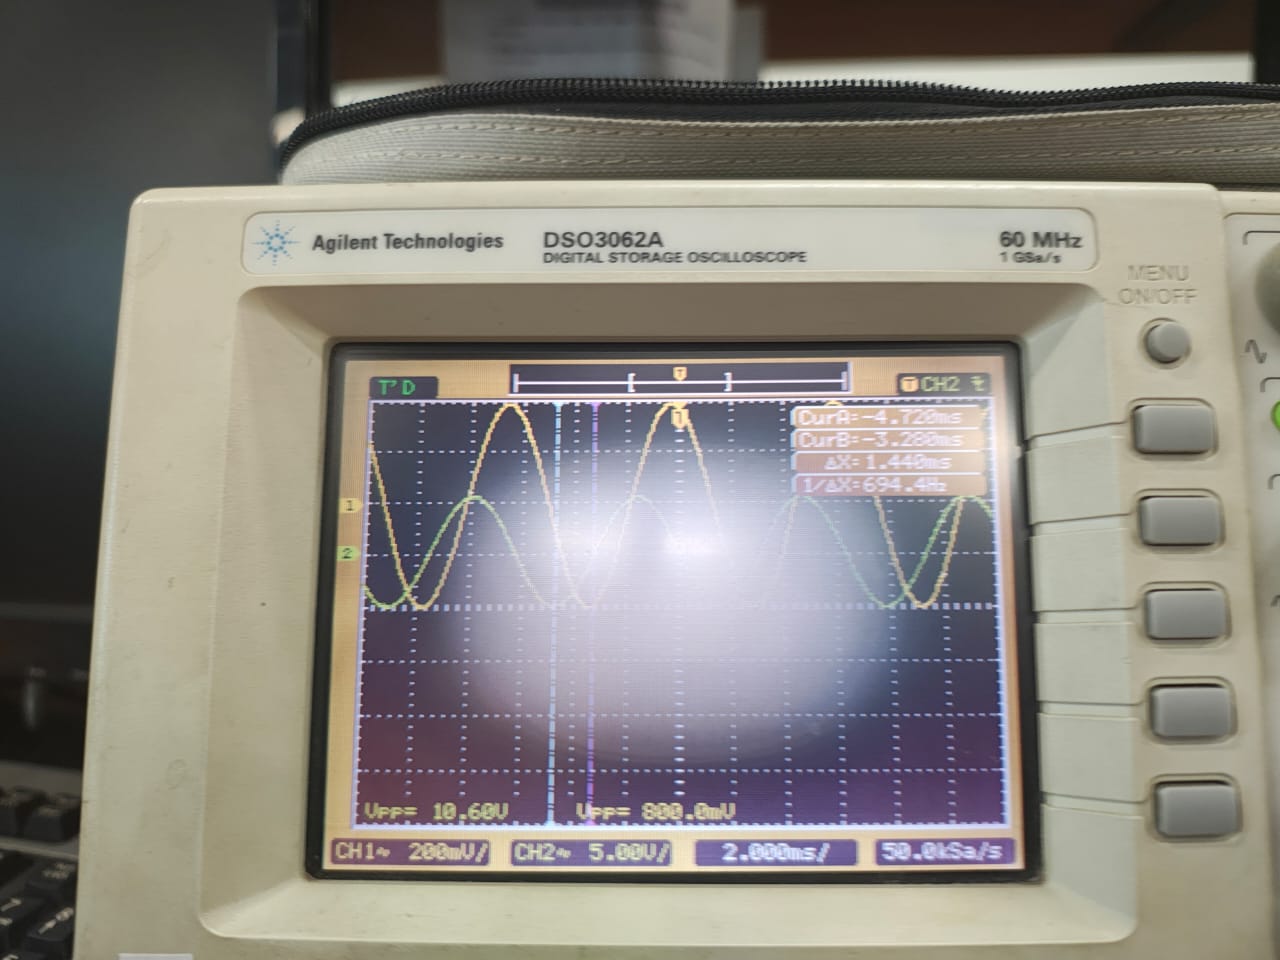 Agilent Technologies
DSO3062A
DIGITAL STORAGE OSCILLOSCOPE
60 MHz
1 GSa/s
MENU
ON/OFF
T'D
T
T CH2
CurA=-4.720ms
CurB=-3.280ms
ΔX= 1.440ms
1/ΔX= 694.4Hz
1
2
Vpp= 10.60V Vpp= 800.0mV
CH1~ 200mV/ CH2~ 5.00V/ 2.000ms/ 50.0kSa/s